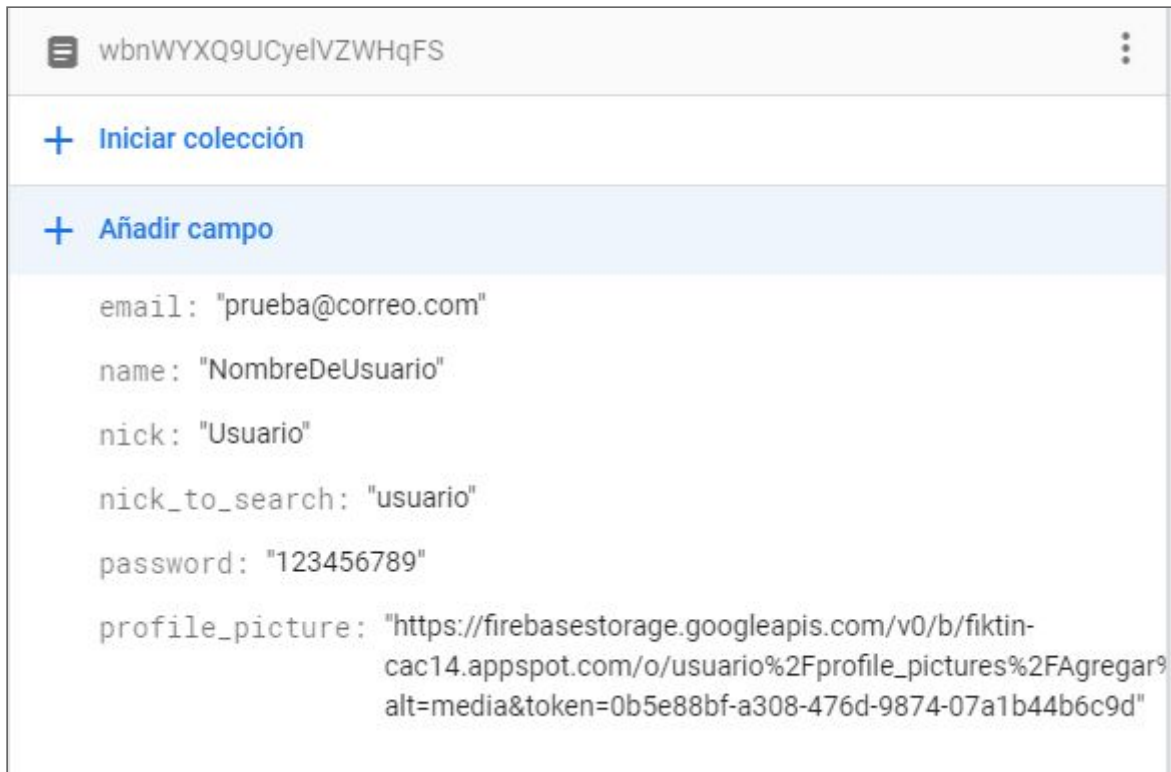 wbnWYXQ9UCyelVZWHqFS
Iniciar colección
Añadir campo
email: "prueba@correo.com"
name: "NombreDeUsuario"
nick: "Usuario"
nick_to_search: "usuario"
password: "123456789"
profile_picture: "https://firebasestorage.googleapis.com/v0/b/fiktin-
cac14.appspot.com/o/usuario%2Fprofile_pictures%2FAgregar%
alt=media&token=0b5e88bf-a308-476d-9874-07a1b44b6c9d"